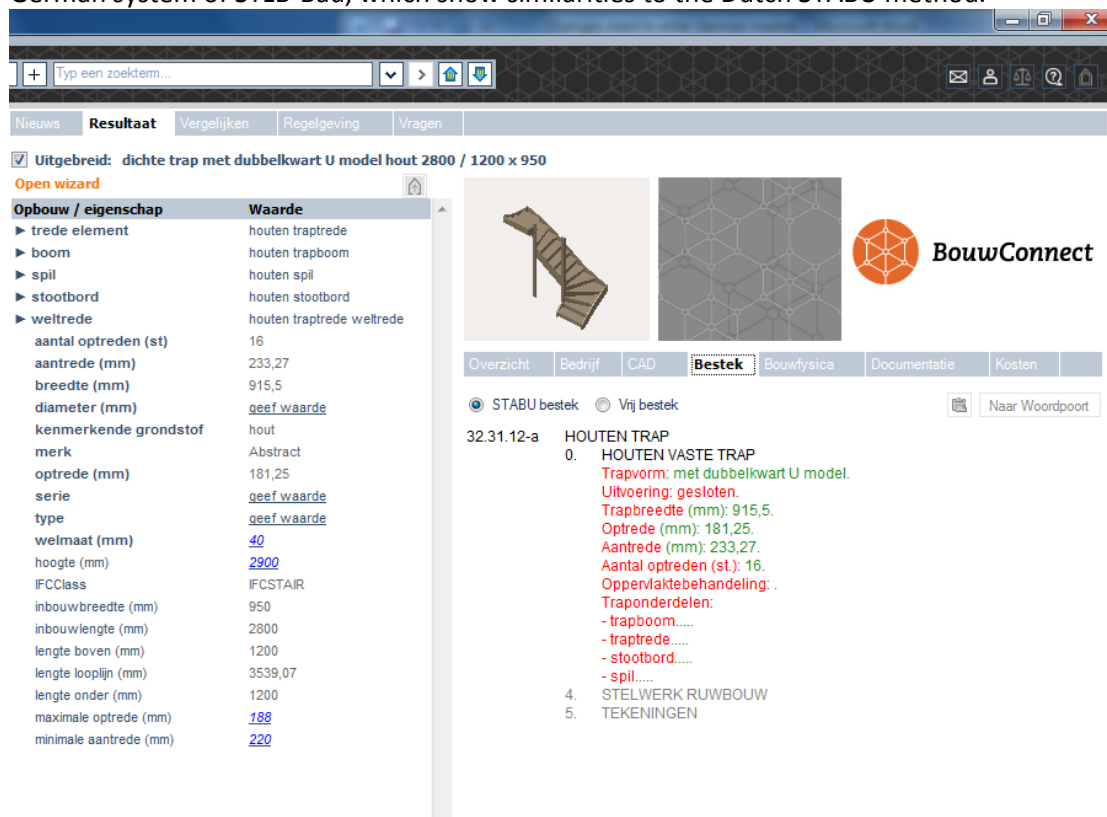 German system of STLB-Bau, which show similarities to the Dutch STABU method.
Typ een zoekterm...
Nieuws Resultaat Vergelijken Regelgeving Vragen
Uitgebreid: dichte trap met dubbelkwart U model hout 2800 / 1200 x 950
Open wizard
Opbouw / eigenschap Waarde
trede element houten traptrede
boom houten trapboom
spil houten spil
stootbord houten stootbord
weltrede houten traptrede weltrede
aantal optreden (st) 16
aantrede (mm) 233,27
breedte (mm) 915,5
diameter (mm) geef waarde
kenmerkende grondstof hout
merk Abstract
optrede (mm) 181,25
serie geef waarde
type geef waarde
welmaat (mm) 40
hoogte (mm) 2900
IFCClass IFCSTAIR
inbouwbreedte (mm) 950
inbouwlengte (mm) 2800
lengte boven (mm) 1200
lengte looplijn (mm) 3539,07
lengte onder (mm) 1200
maximale optrede (mm) 188
minimale aantrede (mm) 220
BouwConnect
Overzicht Bedrijf CAD Bestek Bouwfysica Documentatie Kosten
STABU bestek Vrij bestek Naar Woordpoort
32.31.12-a HOUTEN TRAP
0. HOUTEN VASTE TRAP
Trapvorm: met dubbelkwart U model.
Uitvoering: gesloten.
Trapbreedte (mm): 915,5.
Optrede (mm): 181,25.
Aantrede (mm): 233,27.
Aantal optreden (st.): 16.
Oppervlaktebehandeling: .
Traponderdelen:
- trapboom.....
- traptrede.....
- stootbord.....
- spil.....
4. STELWERK RUWBOUW
5. TEKENINGEN